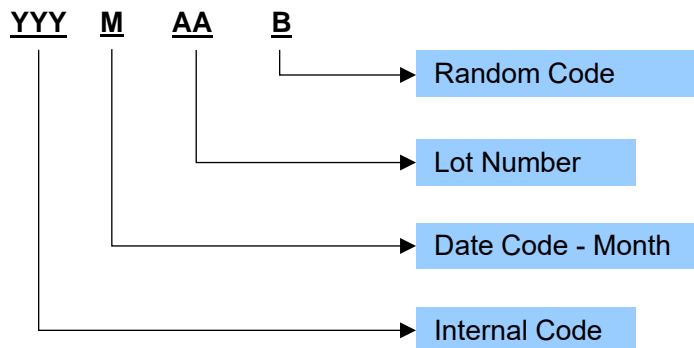 YYY M AA B
Random Code
Lot Number
Date Code - Month
Internal Code